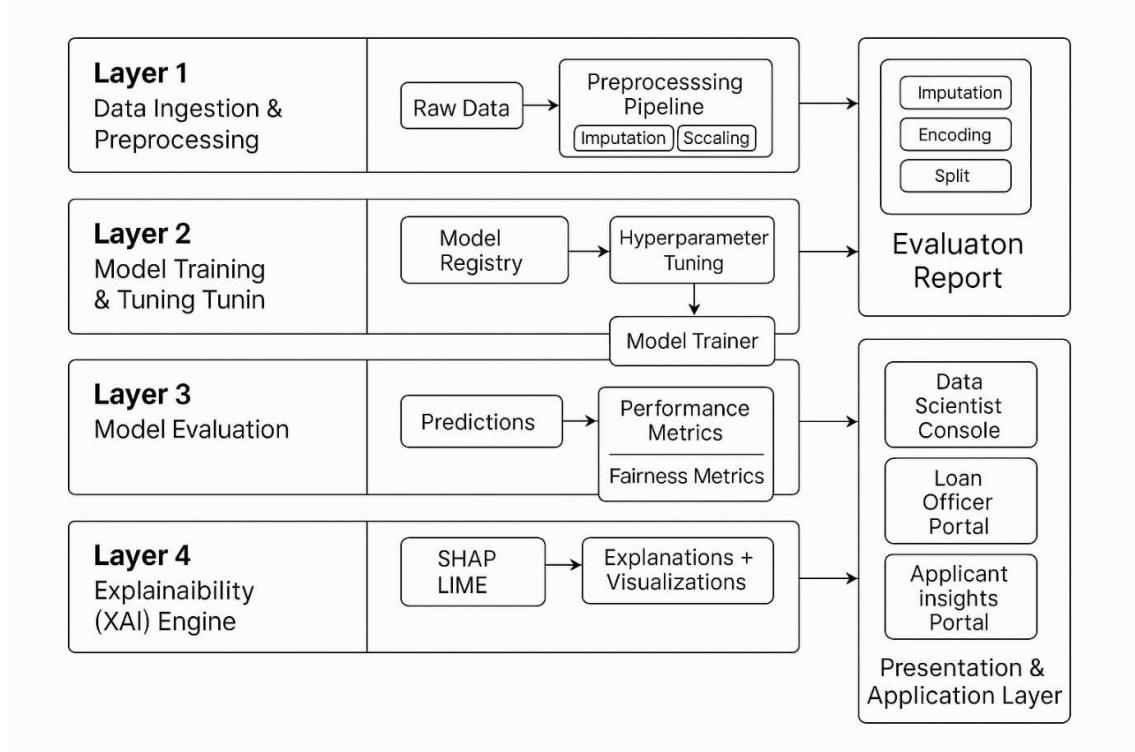 Layer 1
Data Ingestion &
Preprocessing
Raw Data
Preprocesssing
Pipeline
Imputation
Sccaling
Imputation
Encoding
Split
Evaluaton
Report
Layer 2
Model Training
& Tuning Tunin
Model
Registry
Hyperparameter
Tuning
Model Trainer
Layer 3
Model Evaluation
Predictions
Performance
Metrics
Fairness Metrics
Layer 4
Explainaibility
(XAI) Engine
SHAP
LIME
Explanations +
Visualizations
Data
Scientist
Console
Loan
Officer
Portal
Applicant
insights
Portal
Presentation &
Application Layer